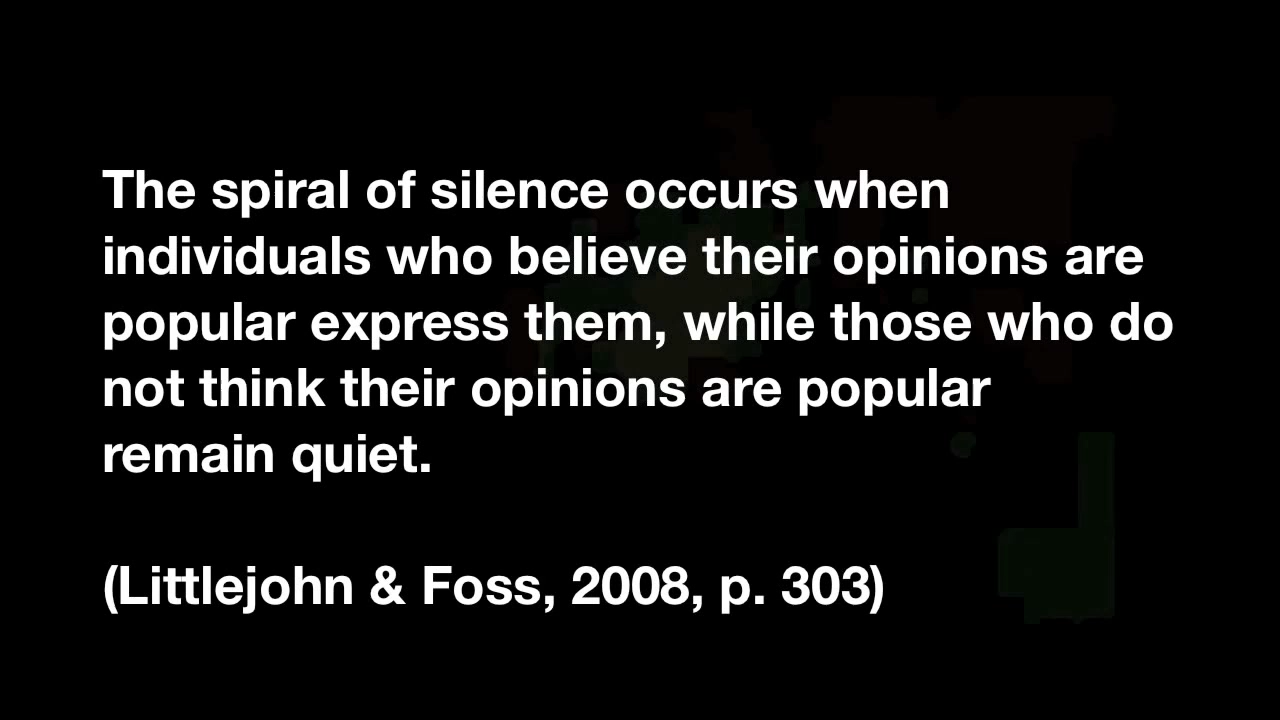 The spiral of silence occurs when
individuals who believe their opinions are
popular express them, while those who do
not think their opinions are popular
remain quiet.
(Littlejohn & Foss, 2008, p. 303)